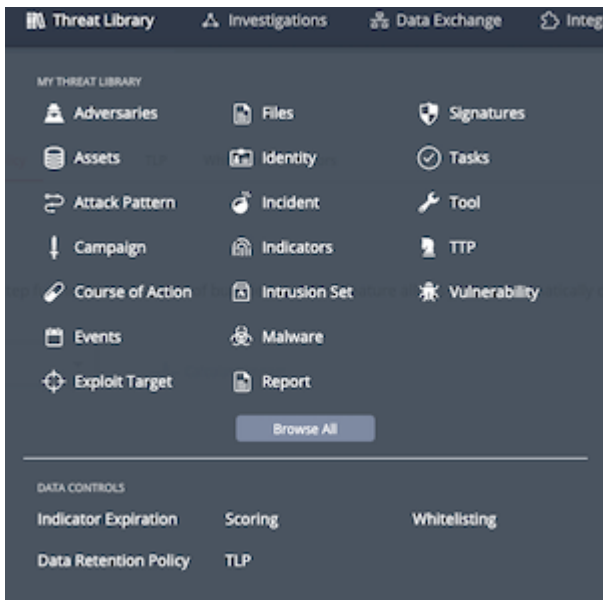 Threat Library Investigations Data Exchange Integ
MY THREAT LIBRARY
Adversaries Files Signatures
Assets Identity Tasks
Attack Pattern Incident Tool
Campaign Indicators TTP
Course of Action Intrusion Set Vulnerability
Events Malware
Exploit Target Report
Browse All
DATA CONTROLS
Indicator Expiration Scoring Whitelisting
Data Retention Policy TLP